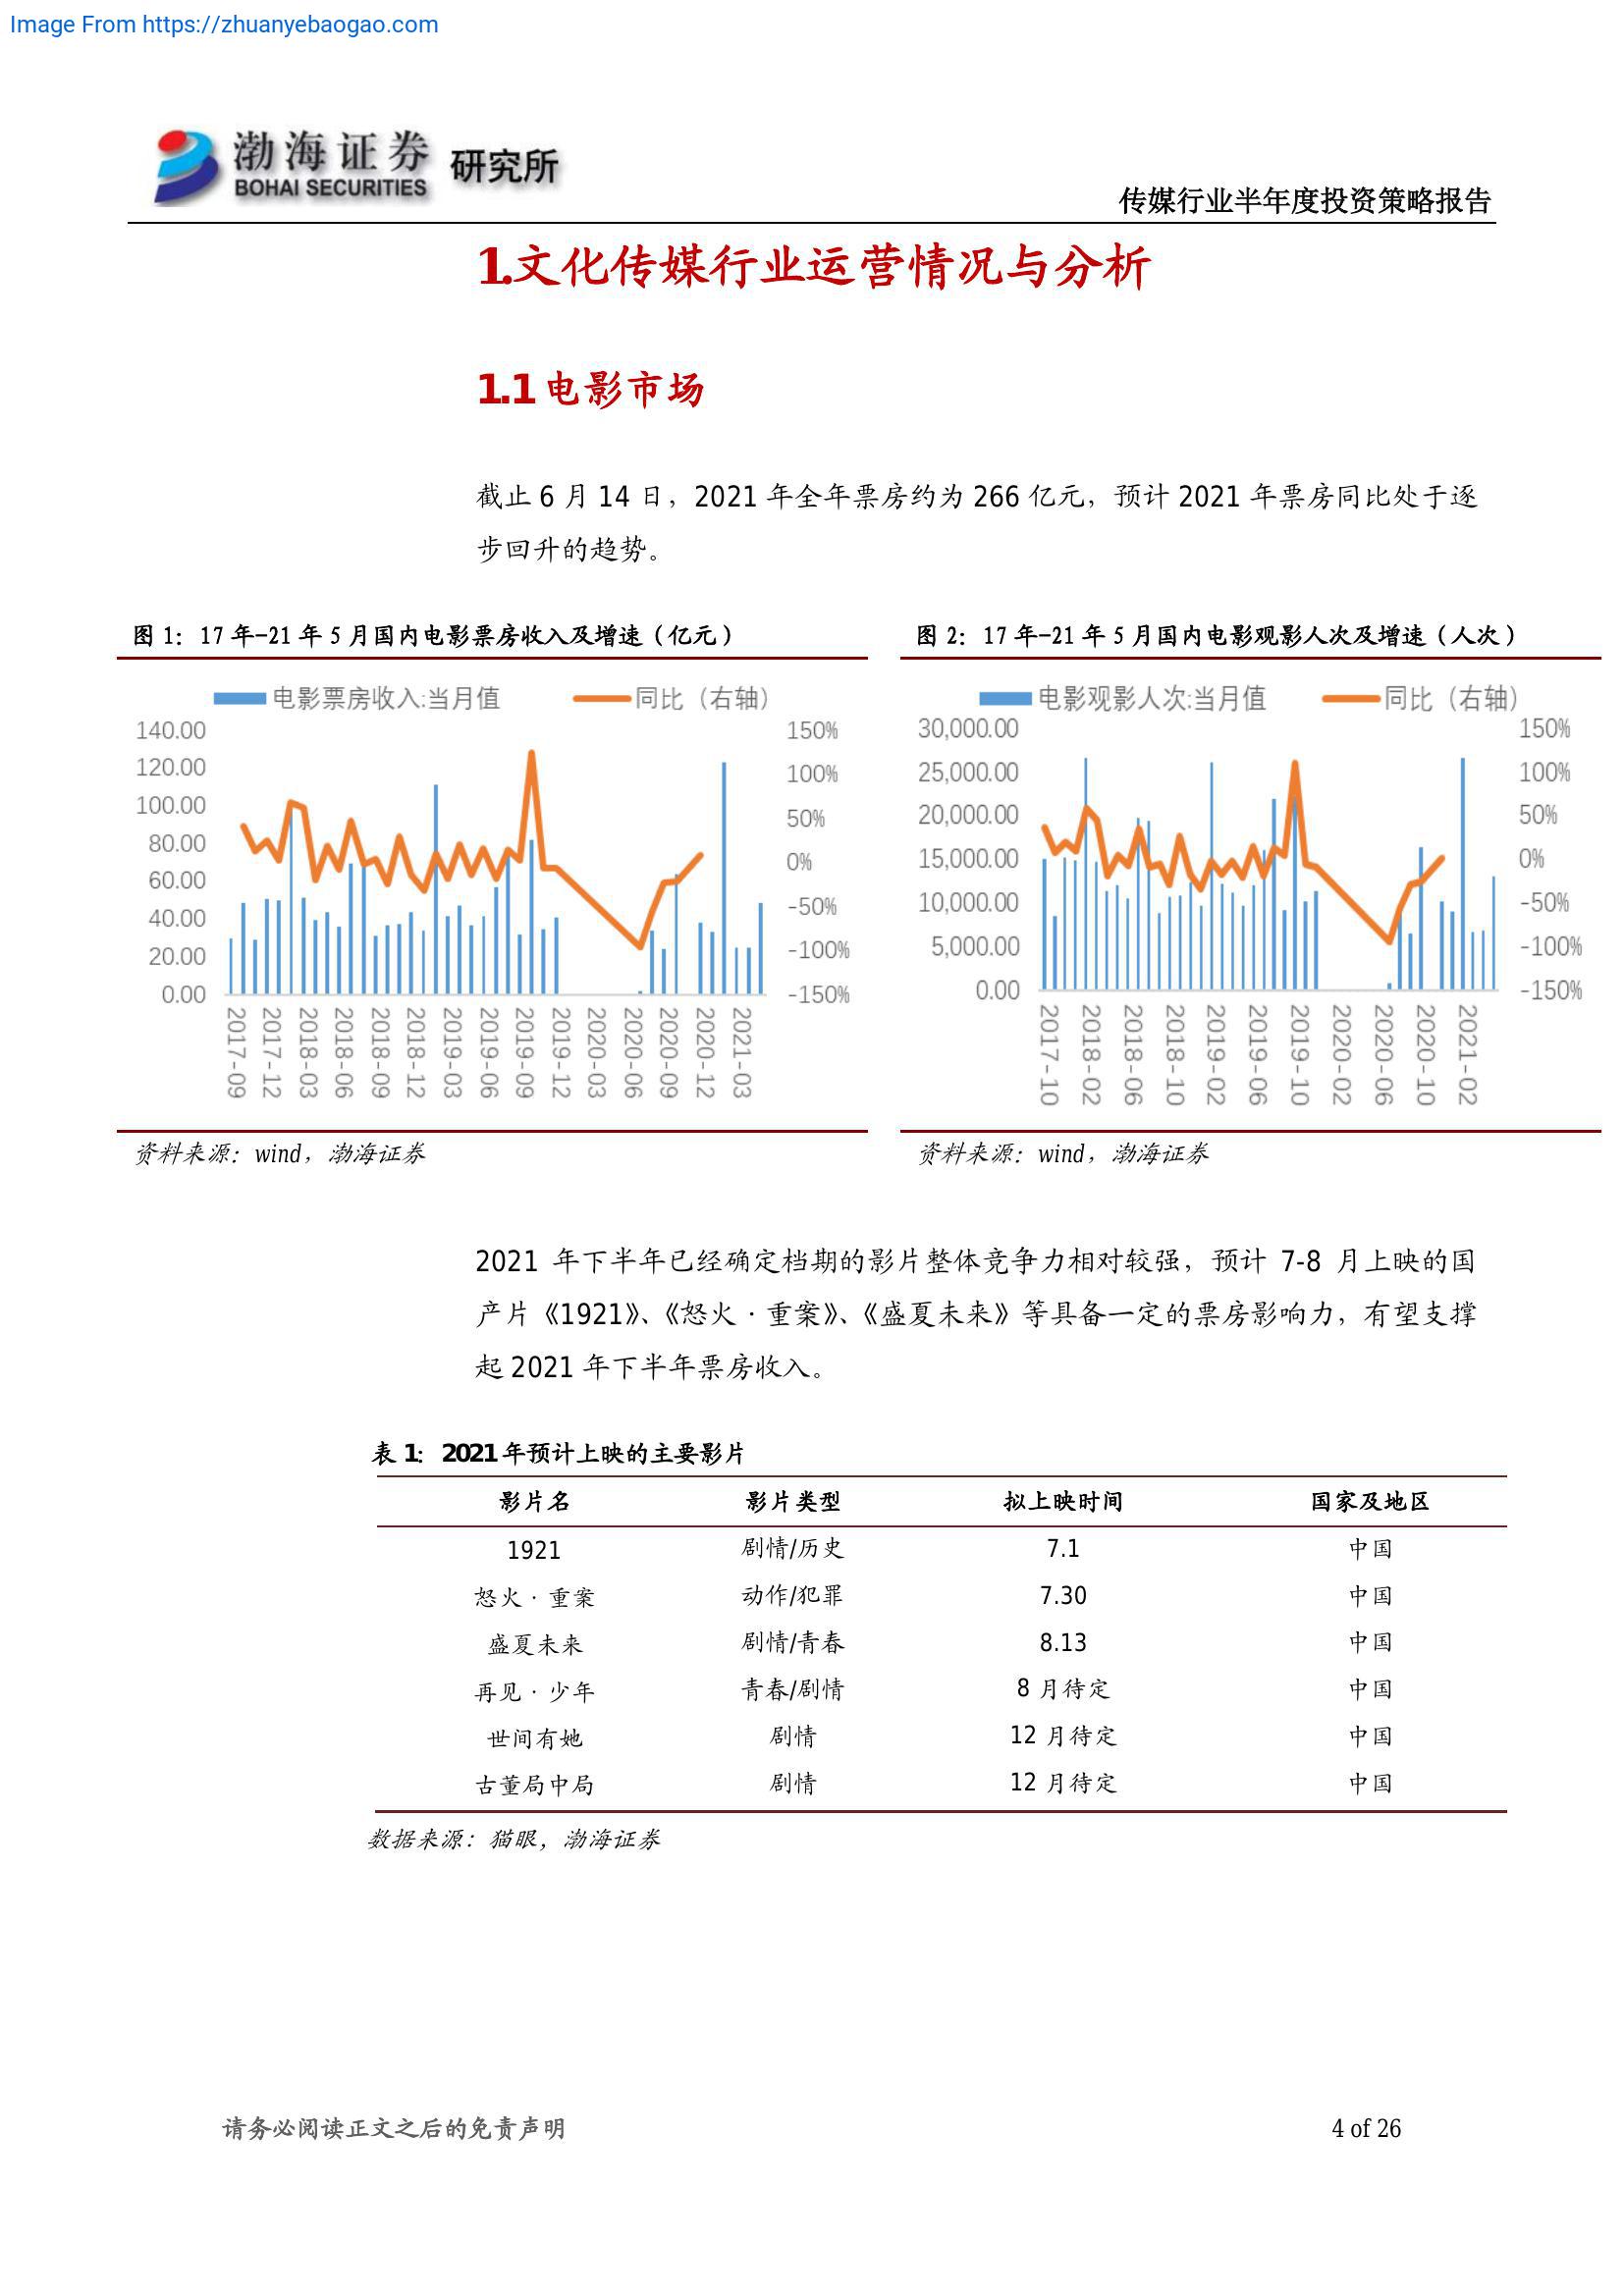 Image From https://zhuanyebaogao.com
渤海证券
BOHAI SECURITIES
研究所
传媒行业半年度投资策略报告
1.文化传媒行业运营情况与分析
1.1 电影市场
截止 6 月 14 日，2021 年全年票房约为 266 亿元，预计 2021 年票房同比处于逐
步回升的趋势。
图 1：17 年-21 年 5 月国内电影票房收入及增速（亿元）
电影票房收入:当月值 同比（右轴）
140.00
120.00
100.00
80.00
60.00
40.00
20.00
0.00
150%
100%
50%
0%
-50%
-100%
-150%
2017-09
2017-12
2018-03
2018-06
2018-09
2018-12
2019-03
2019-06
2019-09
2019-12
2020-03
2020-06
2020-09
2020-12
2021-03
资料来源：wind，渤海证券
图 2：17 年-21 年 5 月国内电影观影人次及增速（人次）
电影观影人次:当月值 同比（右轴）
30,000.00
25,000.00
20,000.00
15,000.00
10,000.00
5,000.00
0.00
150%
100%
50%
0%
-50%
-100%
-150%
2017-10
2018-02
2018-06
2018-10
2019-02
2019-06
2019-10
2020-02
2020-06
2020-10
2021-02
资料来源：wind，渤海证券
2021 年下半年已经确定档期的影片整体竞争力相对较强，预计 7-8 月上映的国
产片《1921》、《怒火·重案》、《盛夏未来》等具备一定的票房影响力，有望支撑
起 2021 年下半年票房收入。
表 1：2021 年预计上映的主要影片
影片名 影片类型 拟上映时间 国家及地区
1921 剧情/历史 7.1 中国
怒火·重案 动作/犯罪 7.30 中国
盛夏未来 剧情/青春 8.13 中国
再见·少年 青春/剧情 8 月待定 中国
世间有她 剧情 12 月待定 中国
古董局中局 剧情 12 月待定 中国
数据来源：猫眼，渤海证券
请务必阅读正文之后的免责声明 4 of 26